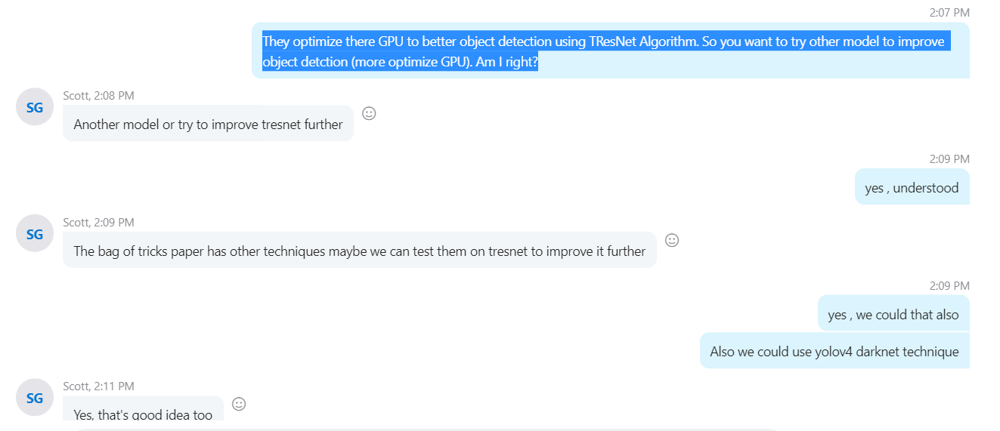 2:07 PM
They optimize there GPU to better object detection using TResNet Algorithm. So you want to try other model to improve
object detction (more optimize GPU). Am I right?
Scott, 2:08 PM
SG
Another model or try to improve tresnet further
2:09 PM
yes , understood
Scott, 2:09 PM
SG
The bag of tricks paper has other techniques maybe we can test them on tresnet to improve it further
2:09 PM
yes , we could that also
Also we could use yolov4 darknet technique
Scott, 2:11 PM
SG
Yes, that's good idea too